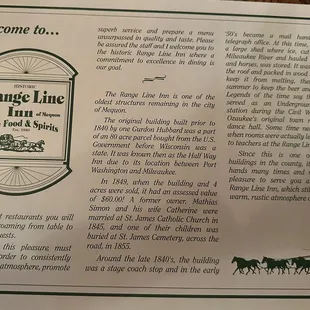 come to...
HISTORIC
Range Line
Inn of Mequon
Food & Spirits
Est. 1980
t restaurants you will
roaming from table to
uests.
this pleasure, must
order to consistently
atmosphere, promote
superb service and prepare a menu
unsurpassed in quality and taste. Please
be assured the staff and I welcome you to
the historic Range Line Inn where a
commitment to excellence in dining is
our goal.
The Range Line Inn is one of the
oldest structures remaining in the city
of Mequon.
The original building built prior to
1840 by one Gurdon Hubbard was a part
of an 80 acre parcel bought from the U.S.
Government before Wisconsin was a
state. It was known then as the Half Way
Inn due to its location between Port
Washington and Milwaukee.
In 1849, when the building and 4
acres were sold, it had an assessed value
of $60.00! A former owner, Mathias
Simon and his wife Catherine were
married at St. James Catholic Church in
1845, and one of their children was
buried at St. James Cemetery, across the
road, in 1855.
Around the late 1840's, the building
was a stage coach stop and in the early
'50's became a mail
telegraph office. At this time,
a large shed where ice, cut
Milwaukee River and hauled
and horses, was stored. It was
the roof and packed in wood
keep it from melting, thus
summer to keep the beer and
Legends of the time say th
served as an Underground
station during the Civil W
Ozaukee's original town
dance hall. Some time ne
when rooms were actually l
to teachers at the Range Li
Since this is one o
buildings in the county, it
hands many times and
pleasure to serve you
Range Line Inn, which stil
warm, rustic atmosphere